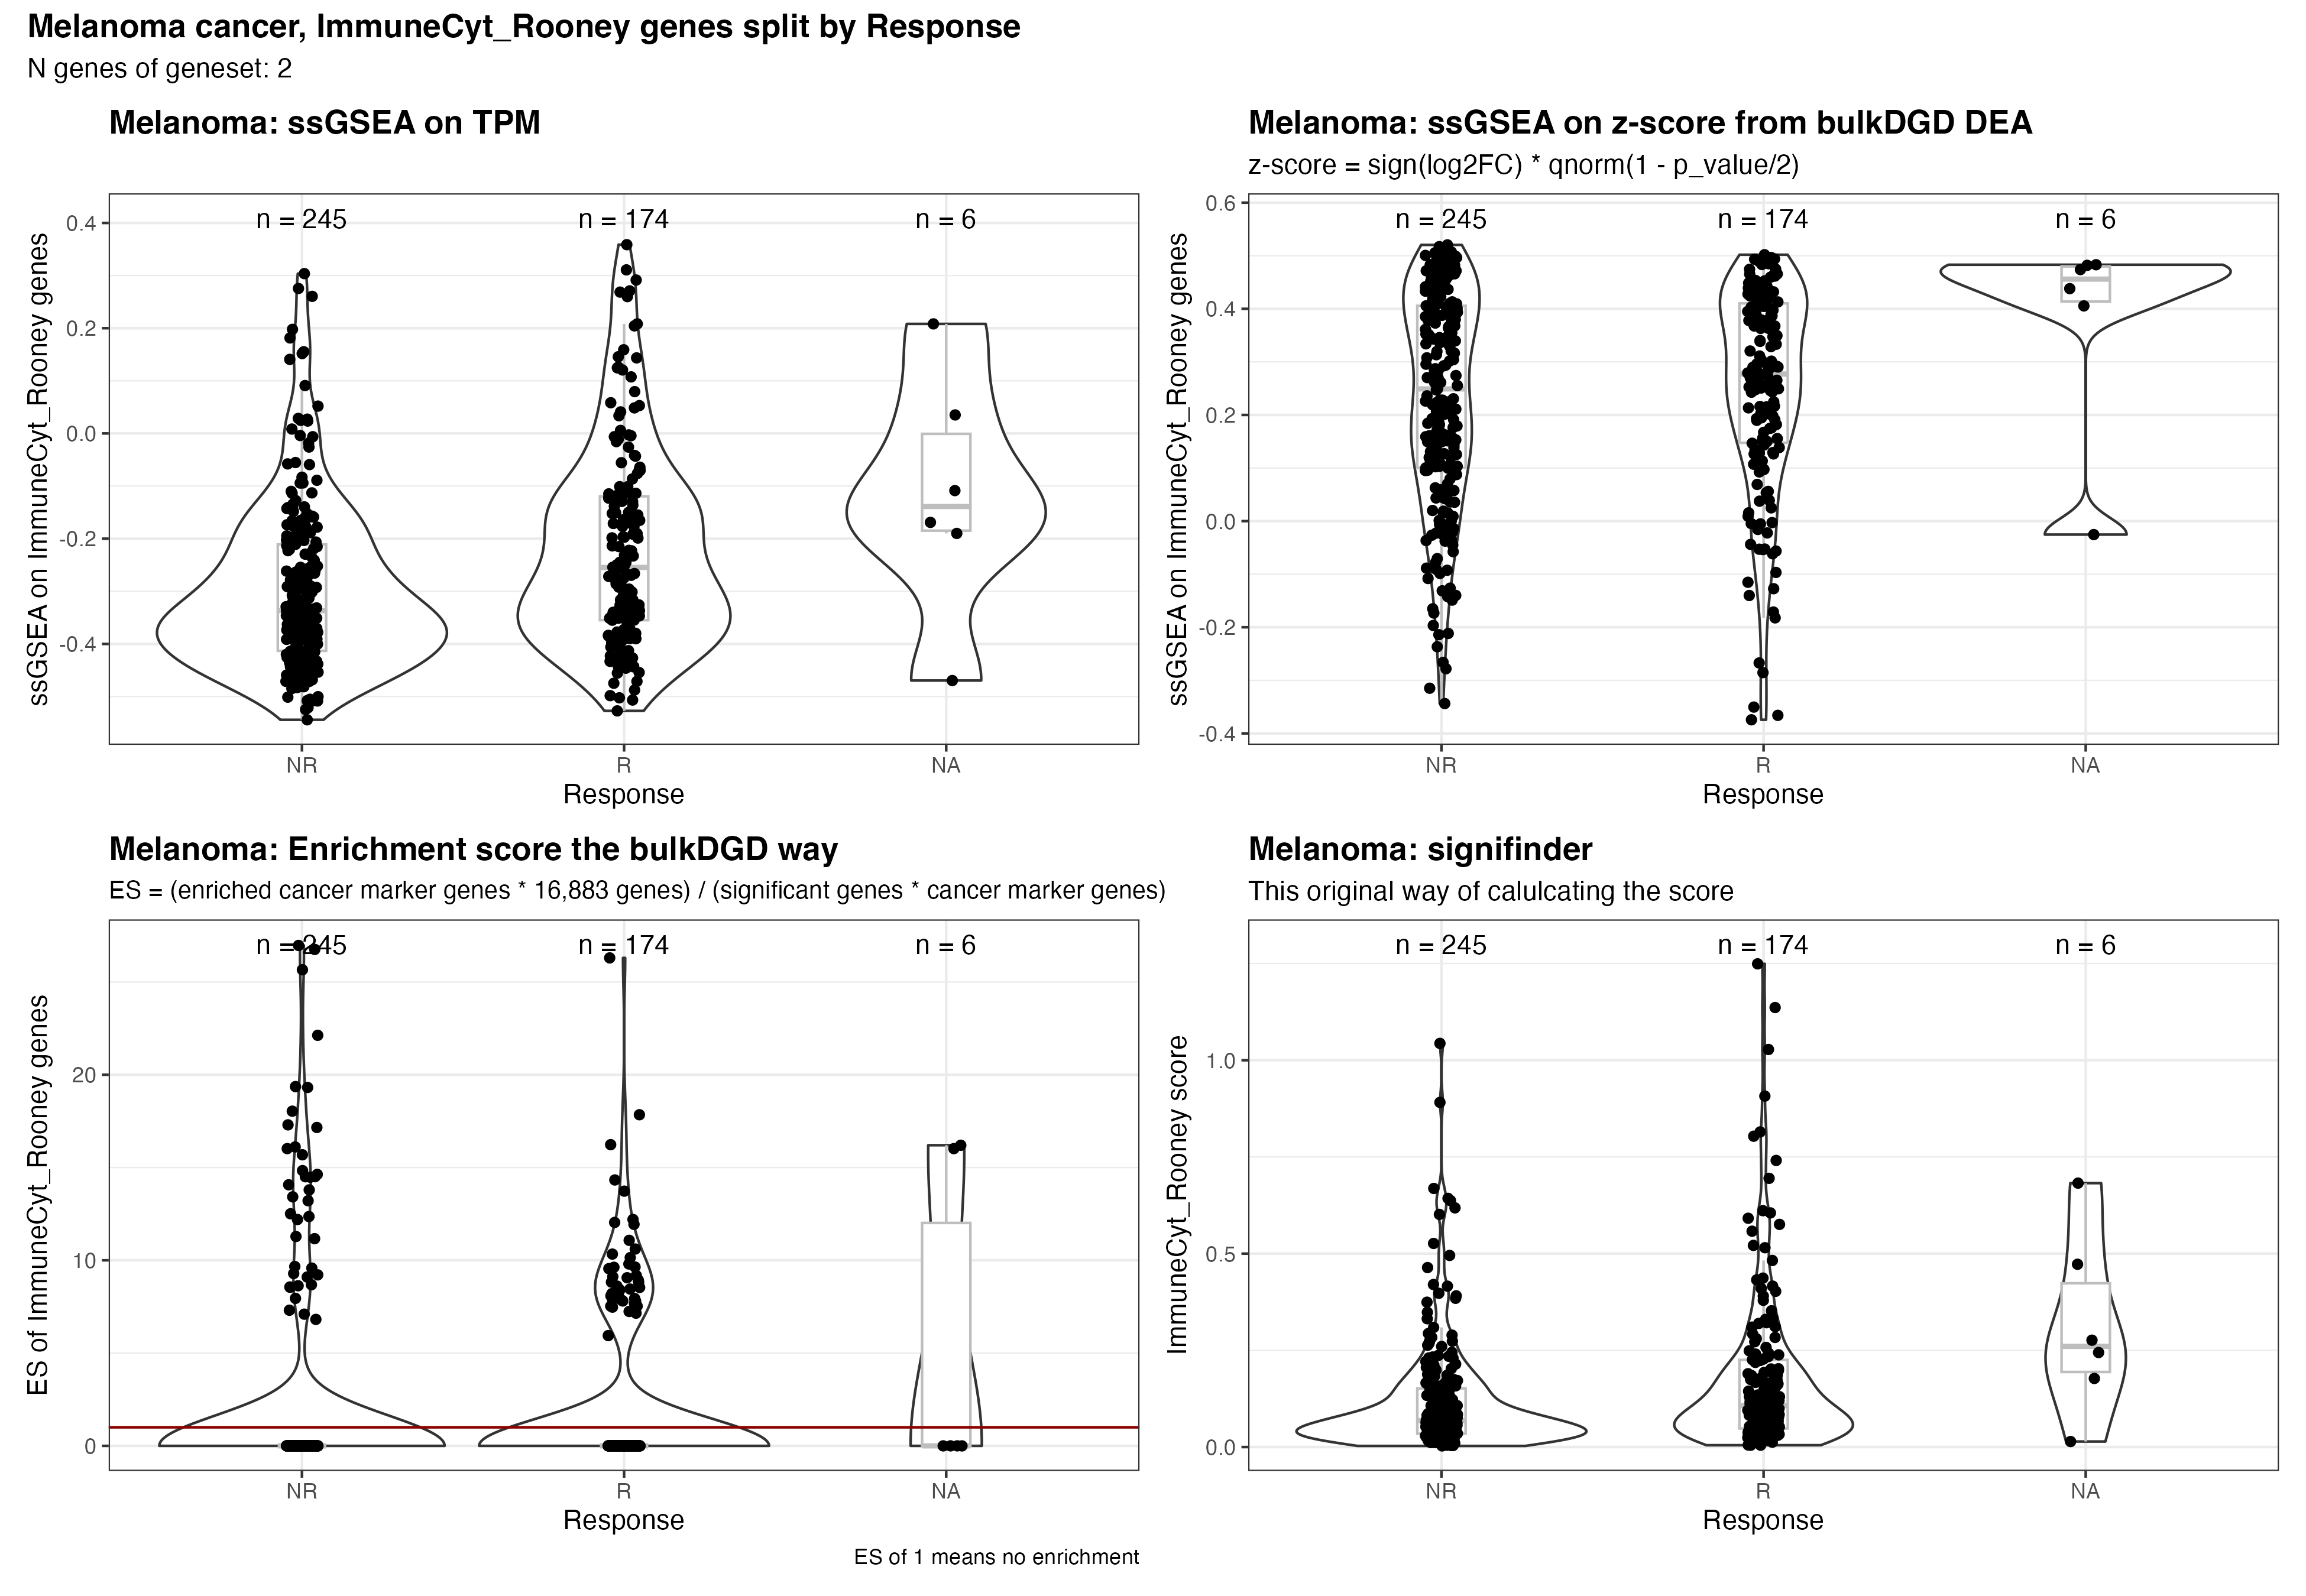 Melanoma cancer, ImmuneCyt_Rooney genes split by Response
N genes of geneset: 2
Melanoma: ssGSEA on TPM
ssGSEA on ImmuneCyt_Rooney genes
0.4
0.2
0.0
-0.2
-0.4
n = 245
n = 174
n = 6
NR
R
NA
Response
Melanoma: ssGSEA on z-score from bulkDGD DEA
z-score = sign(log2FC) * qnorm(1 - p_value/2)
ssGSEA on ImmuneCyt_Rooney genes
0.6
0.4
0.2
0.0
-0.2
-0.4
n = 245
n = 174
n = 6
NR
R
NA
Response
Melanoma: Enrichment score the bulkDGD way
ES = (enriched cancer marker genes * 16,883 genes) / (significant genes * cancer marker genes)
ES of ImmuneCyt_Rooney genes
20
10
0
n = 245
n = 174
n = 6
NR
R
NA
Response
ES of 1 means no enrichment
Melanoma: signifinder
This original way of calulcating the score
ImmuneCyt_Rooney score
1.0
0.5
0.0
n = 245
n = 174
n = 6
NR
R
NA
Response